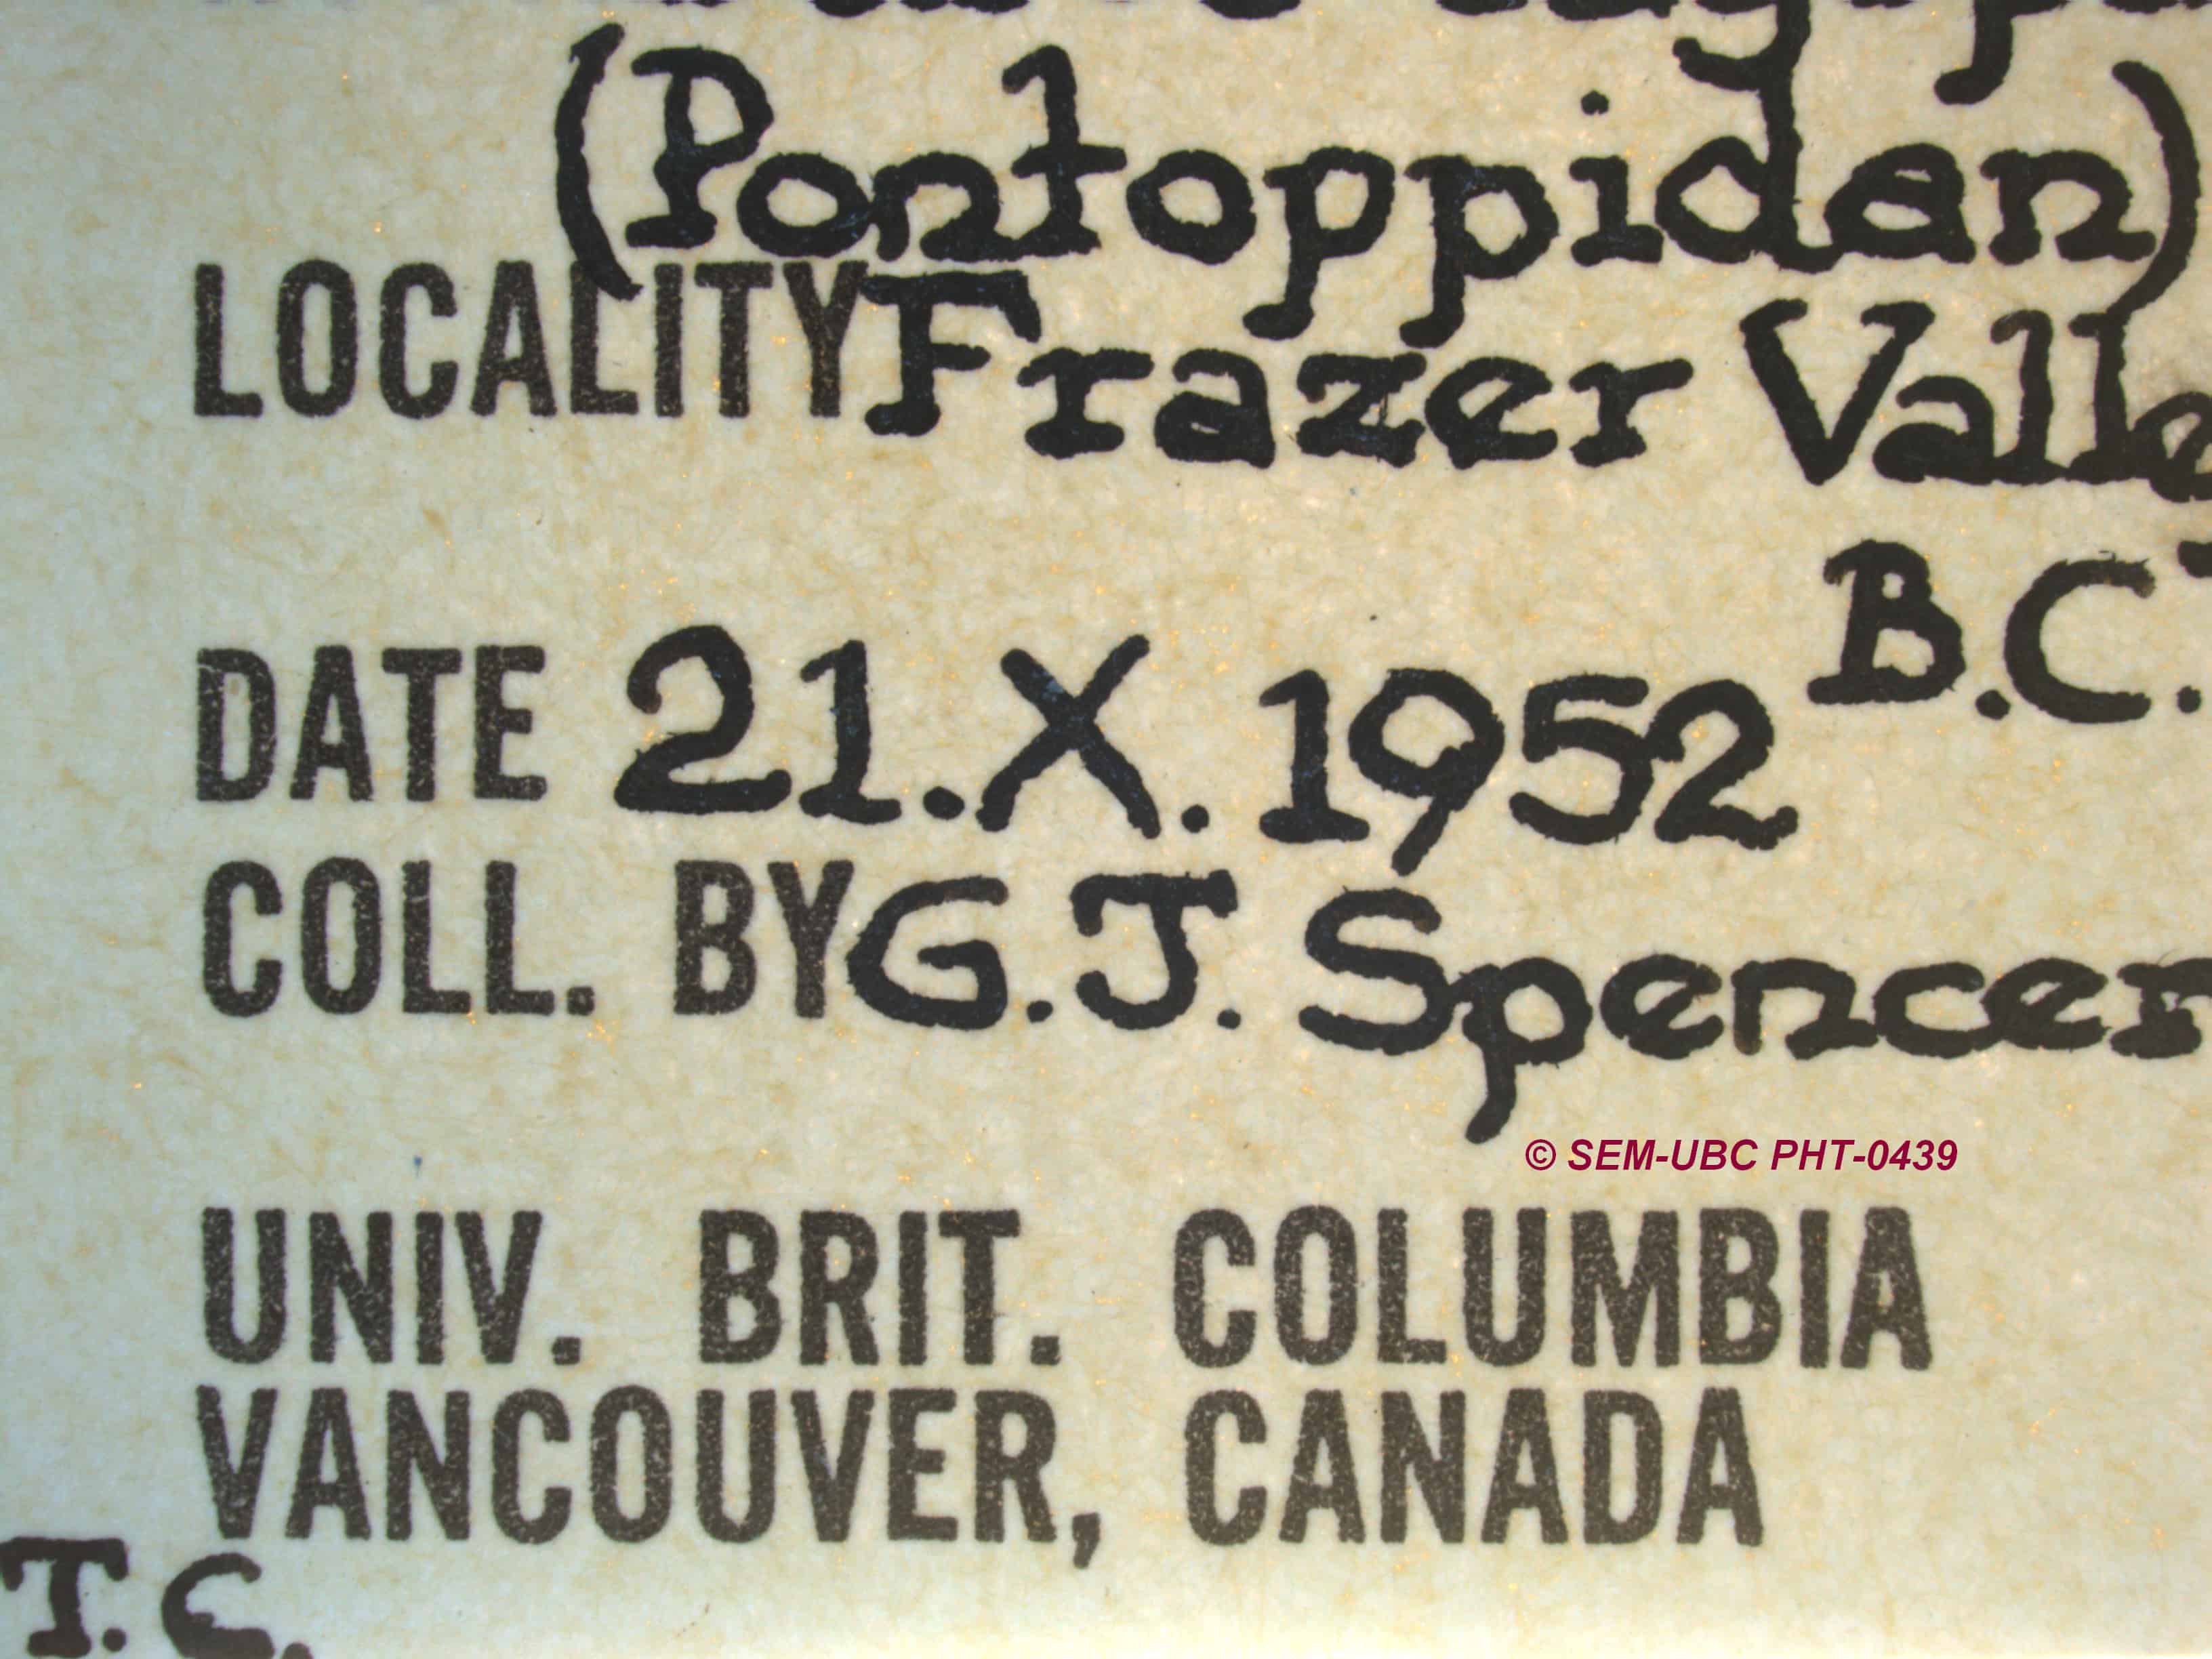 (Pontoppidan)
LOCALITY Frazer Valle
B.C.
DATE 21.X.1952
COLL. BY G.J. Spencer
© SEM-UBC PHT-0439
UNIV. BRIT. COLUMBIA
VANCOUVER, CANADA
T.C.